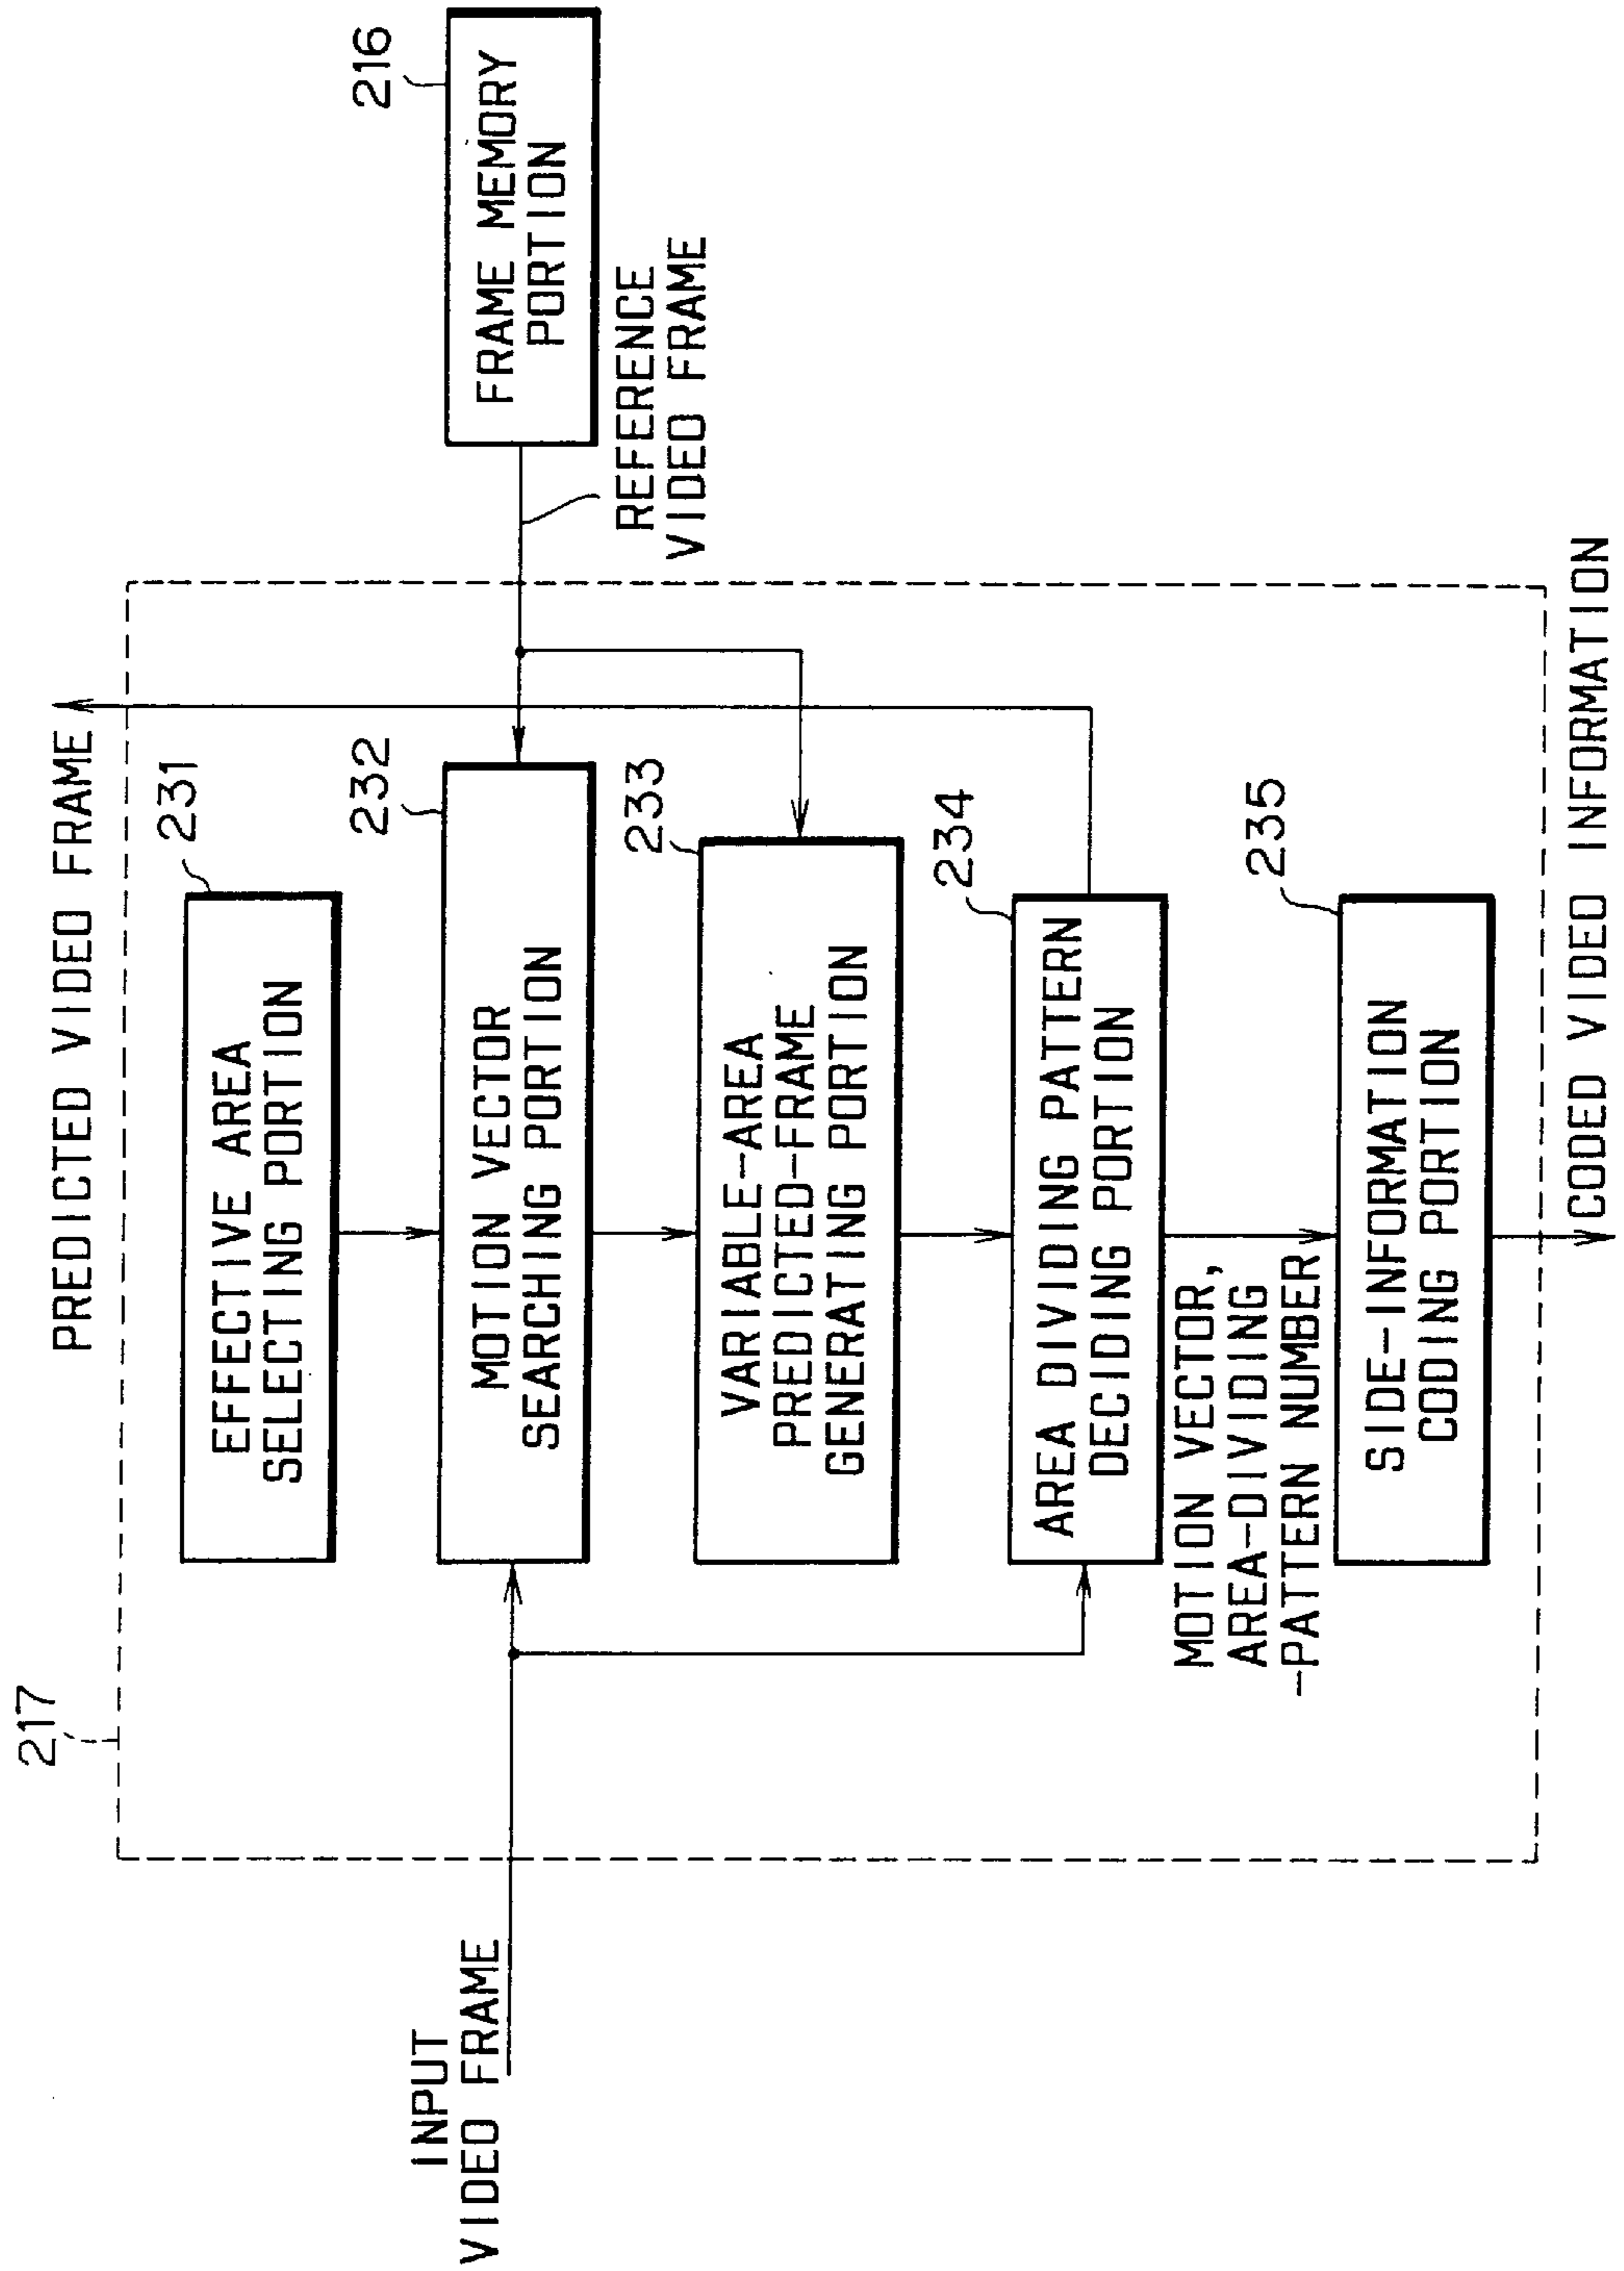 217
PREDICTED VIDEO FRAME
231
EFFECTIVE AREA
SELECTING PORTION
216
FRAME MEMORY
PORTION
232
MOTION VECTOR
SEARCHING PORTION
REFERENCE
VIDEO FRAME
INPUT
VIDEO FRAME
233
VARIABLE-AREA
PREDICTED-FRAME
GENERATING PORTION
234
AREA DIVIDING PATTERN
DECIDING PORTION
MOTION VECTOR,
AREA-DIVIDING
-PATTERN NUMBER
235
SIDE-INFORMATION
CODING PORTION
CODED VIDEO INFORMATION